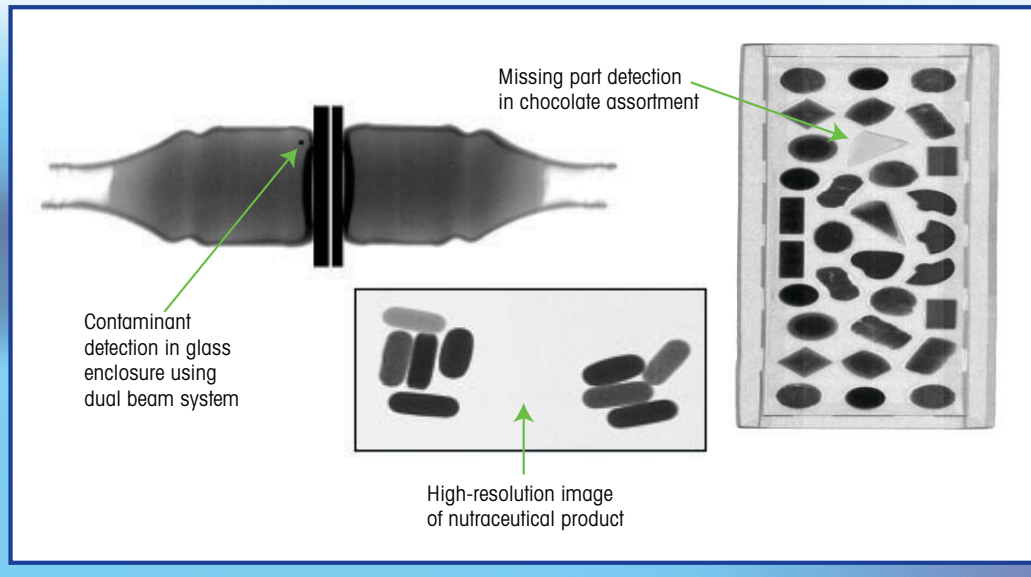 Missing part detection
in chocolate assortment
Contaminant
detection in glass
enclosure using
dual beam system
High-resolution image
of nutraceutical product